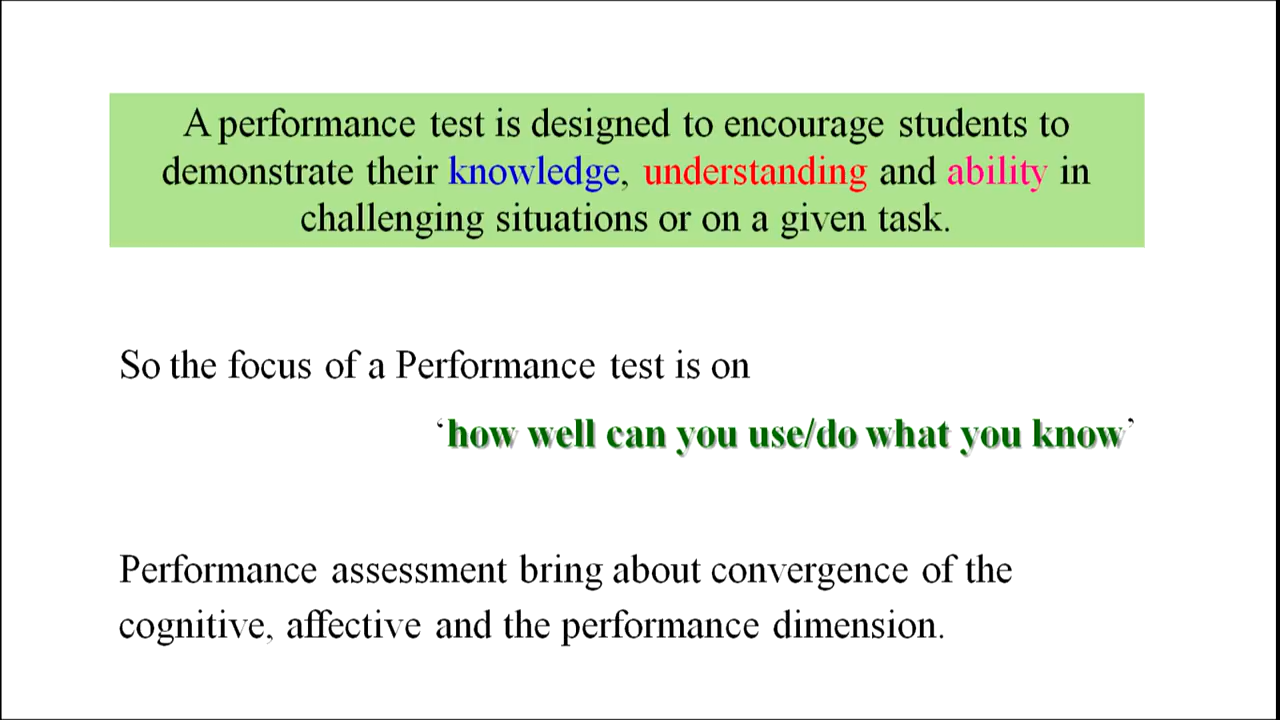 A performance test is designed to encourage students to
demonstrate their knowledge, understanding and ability in
challenging situations or on a given task.
So the focus of a Performance test is on
‘how well can you use/do what you know’
Performance assessment bring about convergence of the
cognitive, affective and the performance dimension.